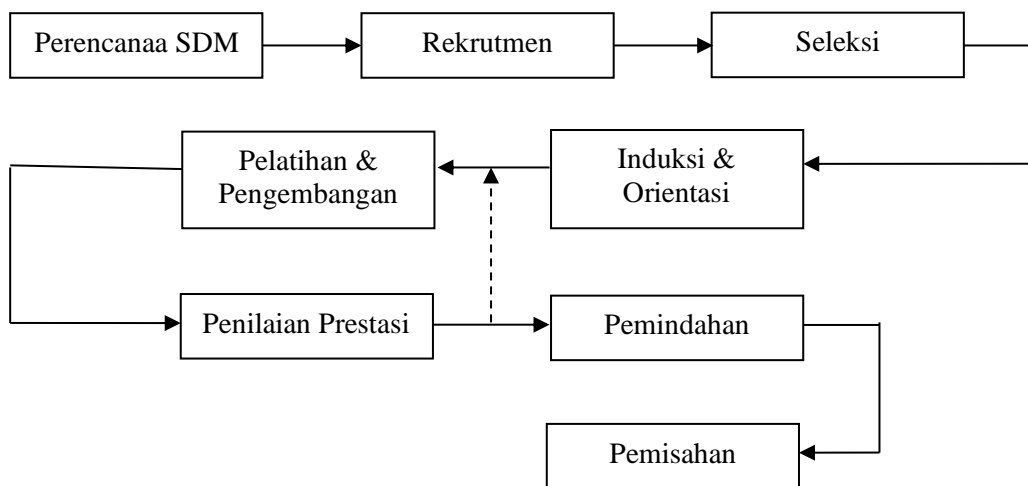 Perencanaa SDM
Rekrutmen
Seleksi
Pelatihan &
Pengembangan
Induksi &
Orientasi
Penilaian Prestasi
Pemindahan
Pemisahan